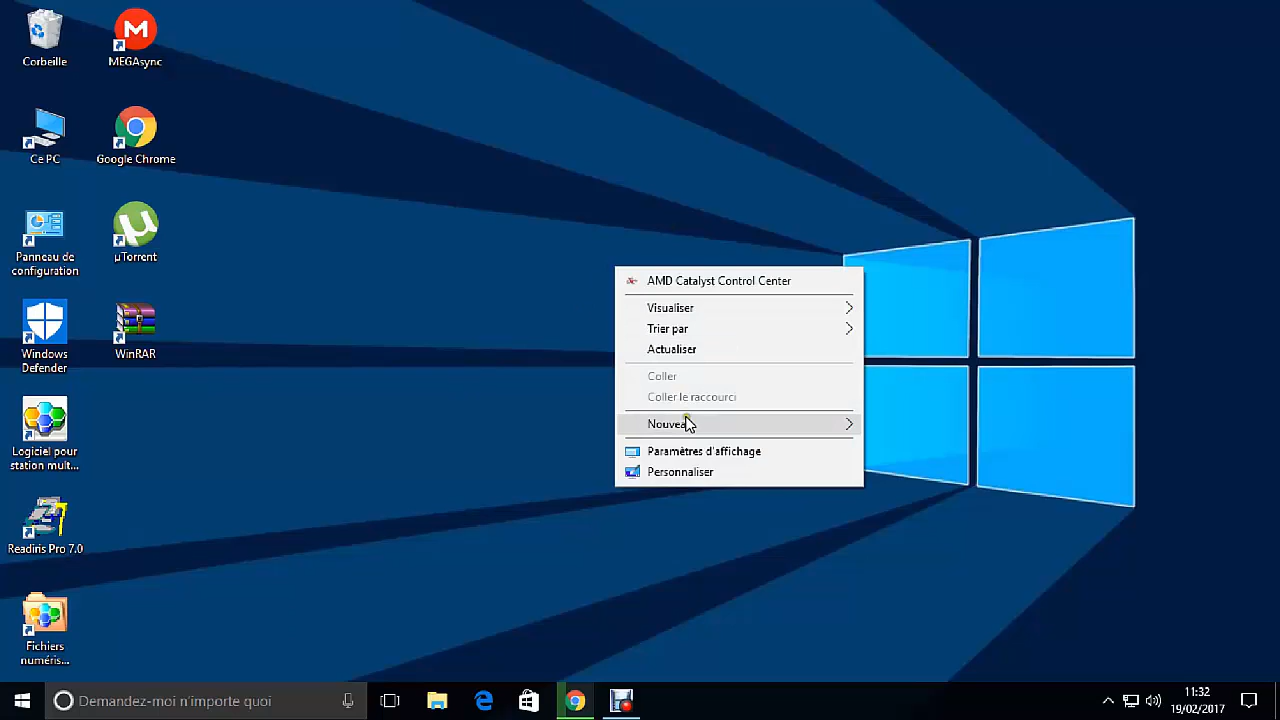 Corbeille
MEGAsync
Ce PC
Google Chrome
Panneau de
configuration
µTorrent
Windows
Defender
WinRAR
Logiciel pour
station mult...
Readiris Pro 7.0
Fichiers
numéris...
AMD Catalyst Control Center
Visualiser
Trier par
Actualiser
Coller
Coller le raccourci
Nouveau
Paramètres d'affichage
Personnaliser
Demandez-moi n'importe quoi
11:32
19/02/2017